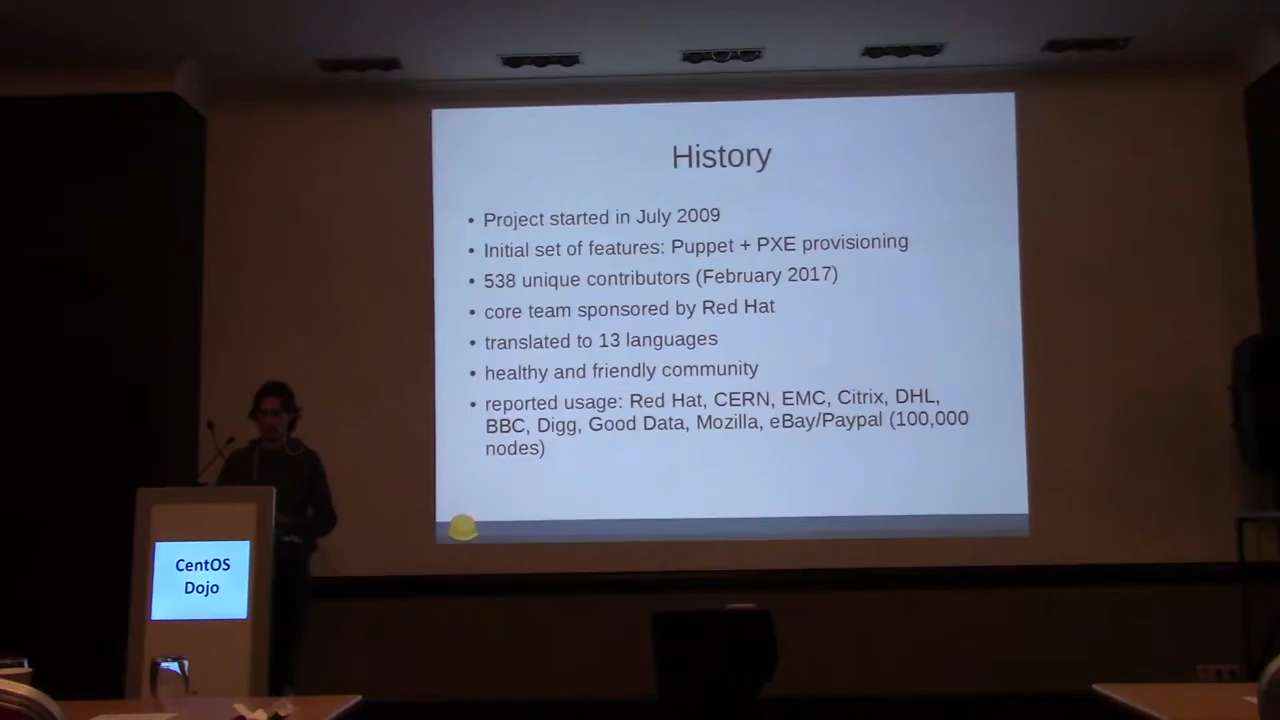 History
• Project started in July 2009
• Initial set of features: Puppet + PXE provisioning
• 538 unique contributors (February 2017)
• core team sponsored by Red Hat
• translated to 13 languages
• healthy and friendly community
• reported usage: Red Hat, CERN, EMC, Citrix, DHL,
BBC, Digg, Good Data, Mozilla, eBay/Paypal (100,000
nodes)
CentOS
Dojo